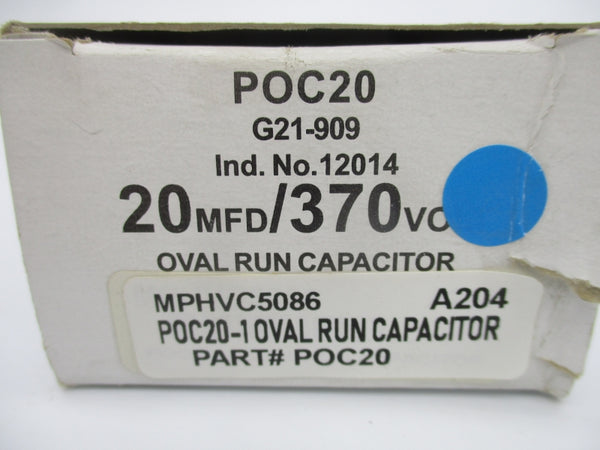 POC20
G21-909
Ind. No.12014
20MFD/370VC
OVAL RUN CAPACITOR
MPHVC5086 A204
POC20-1 OVAL RUN CAPACITOR
PART# POC20